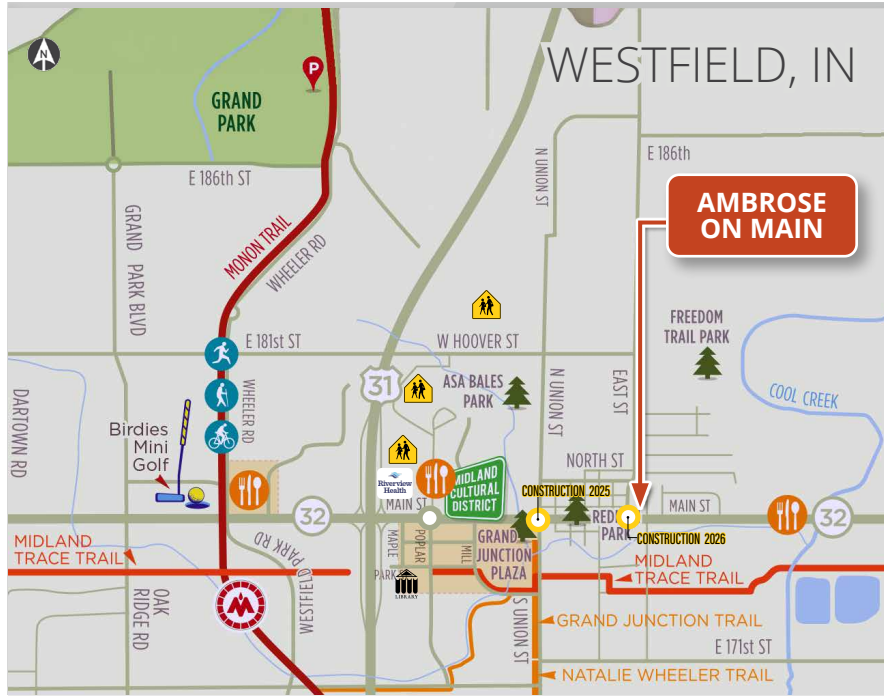 WESTFIELD, IN
N
P
GRAND
PARK
E 186th ST
E 186th
N UNION ST
AMBROSE
ON MAIN
GRAND PARK BLVD
MONON TRAIL
WHEELER RD
FREEDOM
TRAIL PARK
E 181st ST
W HOOVER ST
31
ASA BALES
PARK
N UNION ST
EAST ST
COOL CREEK
DARTOWN RD
WHEELER RD
Birdies
Mini
Golf
NORTH ST
Riverview
Health
MIDLAND
CULTURAL
DISTRICT
CONSTRUCTION 2025
MAIN ST
MAIN ST
32
32
GRAND
JUNCTION
PLAZA
PARK
CONSTRUCTION 2026
MIDLAND
TRACE TRAIL
WESTFIELD PARK RD
MAPLE
POPLAR
MILL
MIDLAND
TRACE TRAIL
LIBRARY
OAK
RIDGE RD
M
S UNION ST
GRAND JUNCTION TRAIL
E 171st ST
NATALIE WHEELER TRAIL